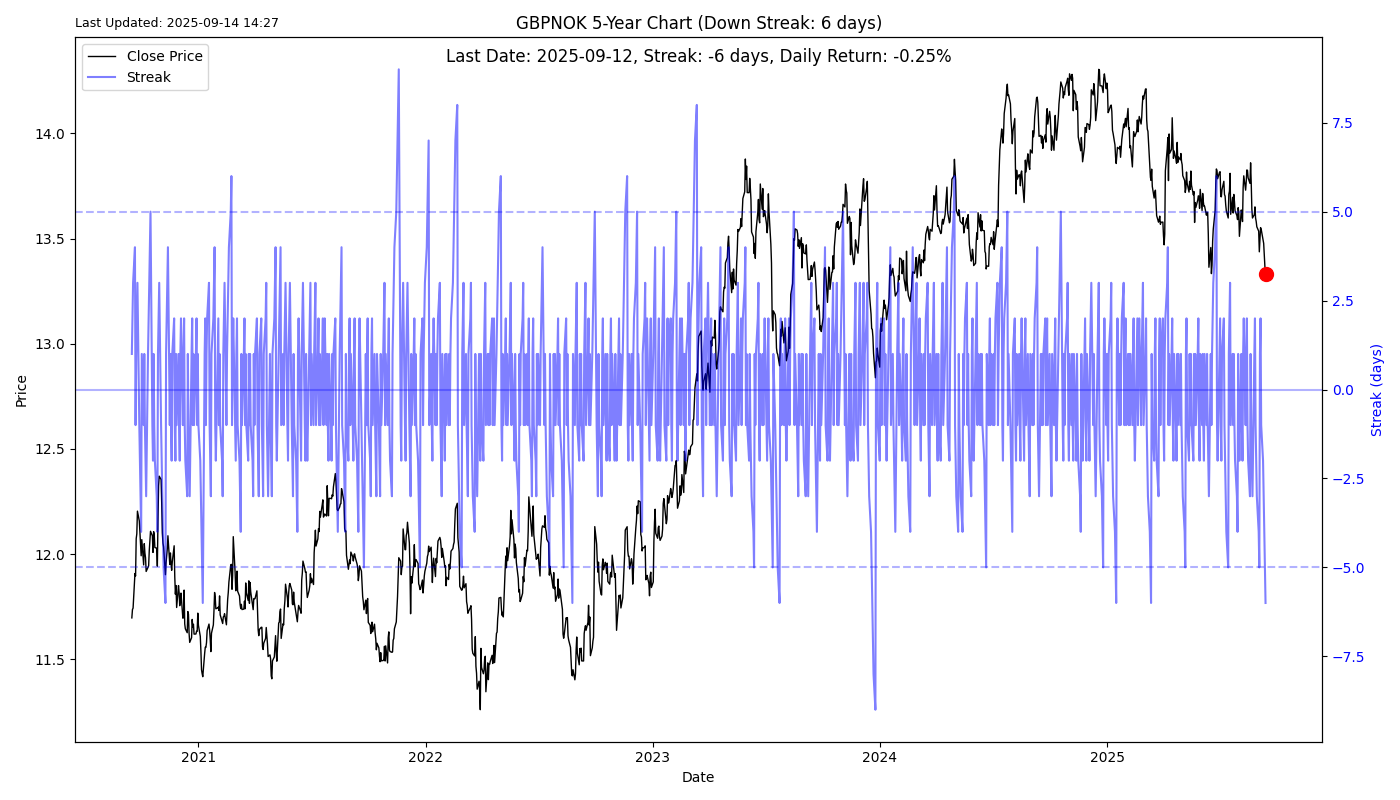 Last Updated: 2025-09-14 14:27
GBPNOK 5-Year Chart (Down Streak: 6 days)
Last Date: 2025-09-12, Streak: -6 days, Daily Return: -0.25%
Close Price
Streak
14.0
13.5
13.0
12.5
12.0
11.5
Price
7.5
5.0
2.5
0.0
−2.5
−5.0
−7.5
Streak (days)
2021
2022
2023
2024
2025
Date